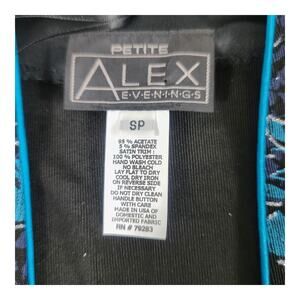 PETITE
ALEX
EVENINGS
SP
95 % ACETATE
5 % SPANDEX
SATIN TRIM :
100 % POLYESTER
HAND WASH COLD
NO BLEACH
LAY FLAT TO DRY
COOL DRY IRON
ON REVERSE SIDE
IF NEEDED
DO NOT DRY CLEAN
HANDLE BUTTON
WITH CARE
MADE IN USA OF
DOMESTIC AND
IMPORTED FABRIC
RN # 79283